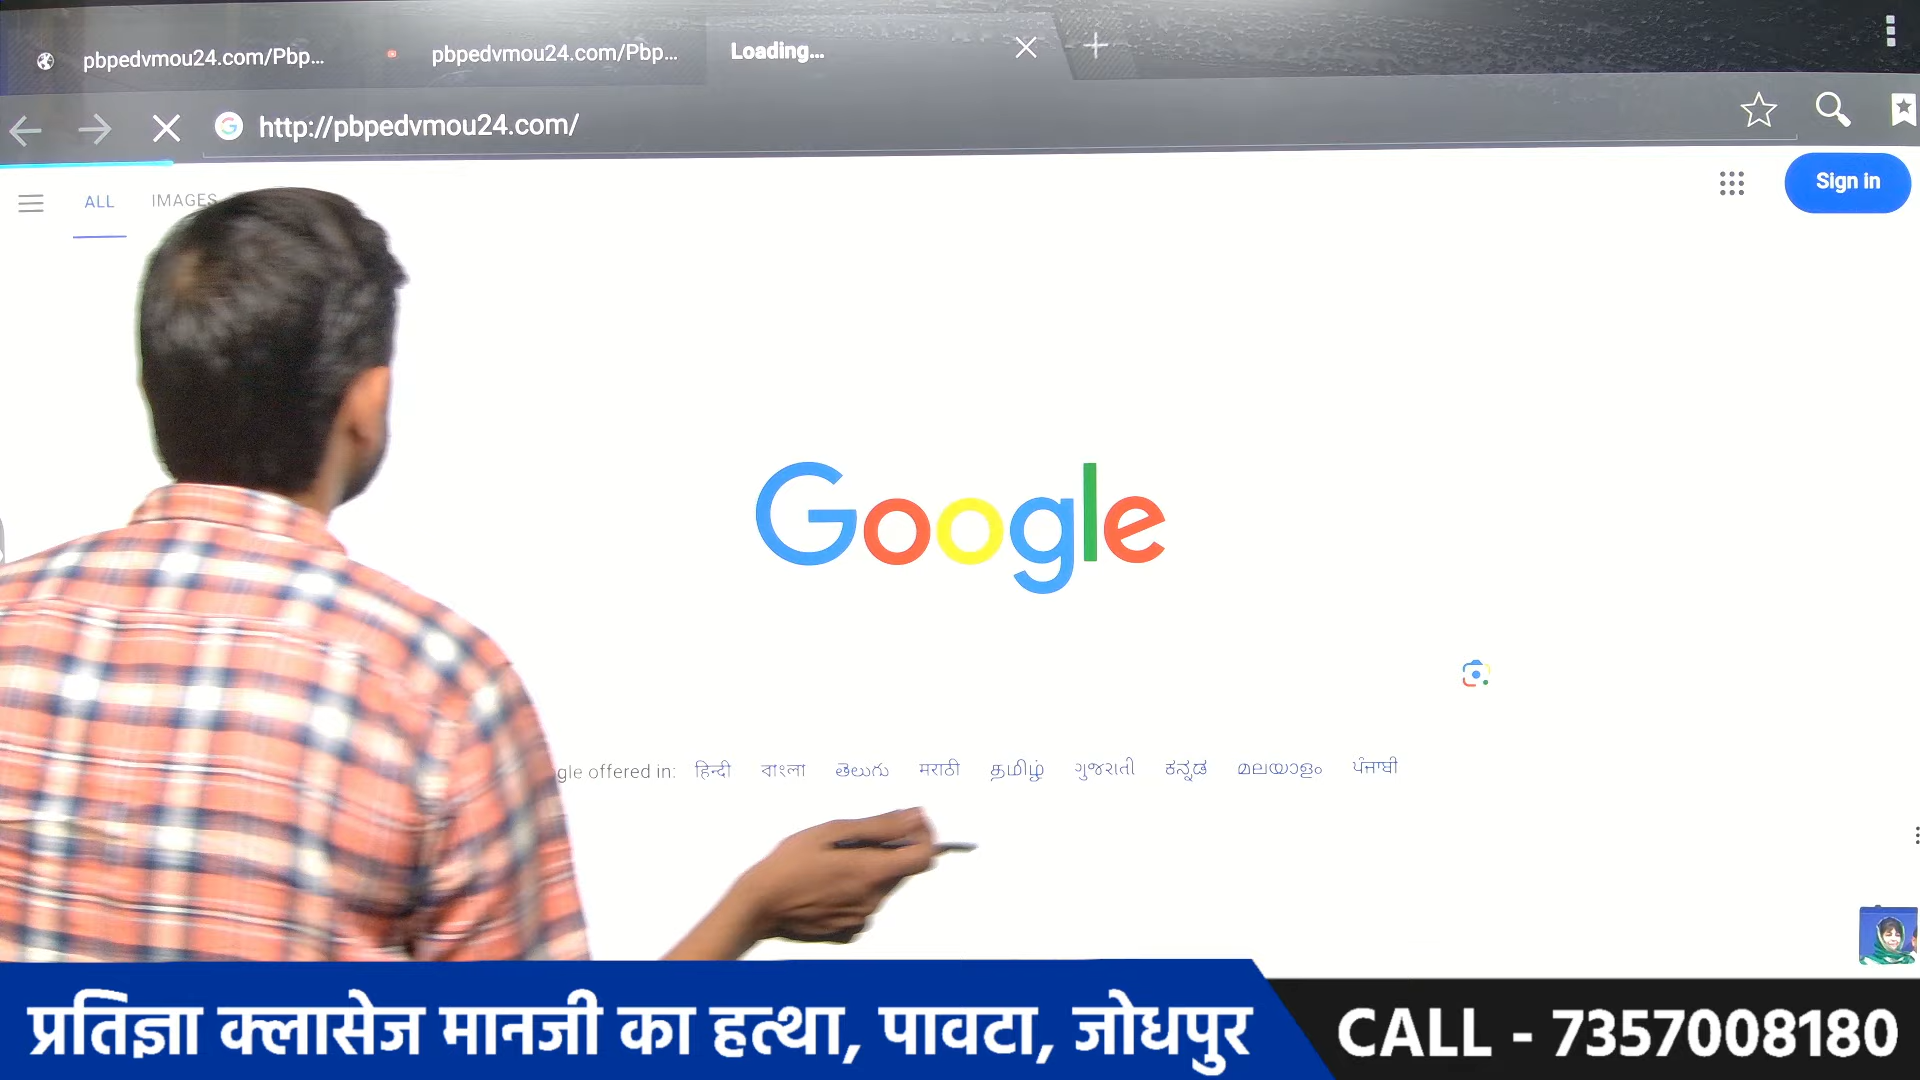 pbpedvmou24.com/Pbp...
pbpedvmou24.com/Pbp...
Loading...
http://pbpedvmou24.com/
ALL
IMAGES
Sign in
Google
gle offered in: हिन्दी বাংলা తెలుగు मराठी தமிழ் ગુજરાતી ಕನ್ನಡ മലയാളം ਪੰਜਾਬੀ
प्रतिज्ञा क्लासेज मानजी का हत्था, पावटा, जोधपुर
CALL - 7357008180